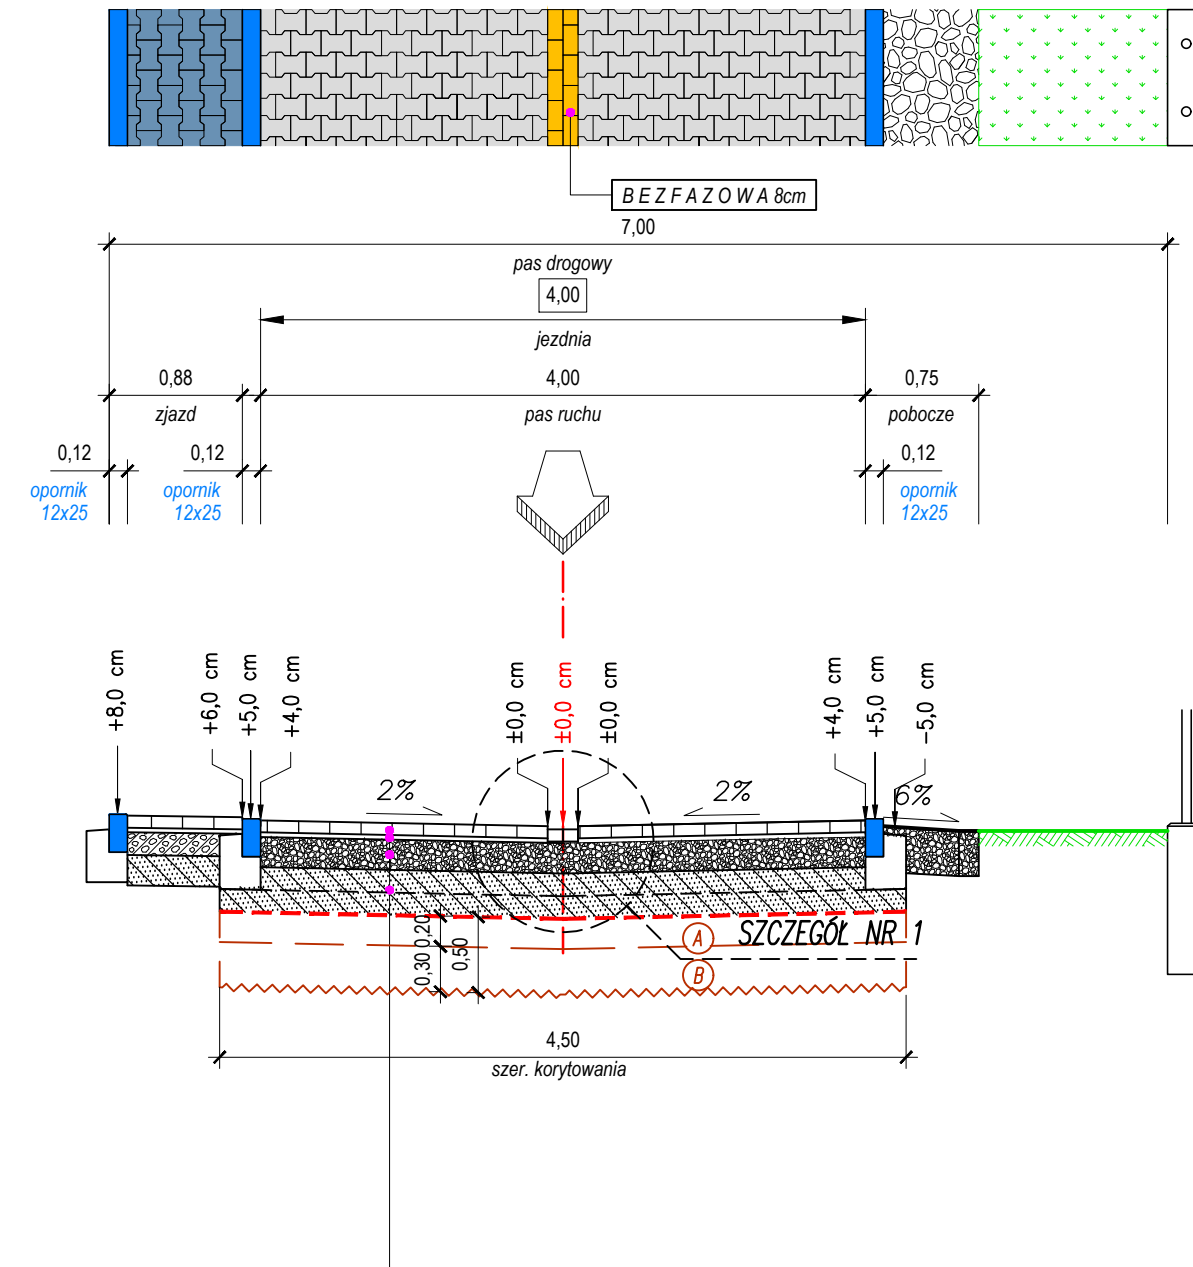 BEZFAZOWA 8cm
7,00
pas drogowy
4,00
jezdnia
0,88
4,00
0,75
zjazd
pas ruchu
pobocze
0,12
0,12
0,12
opornik
12x25
opornik
12x25
opornik
12x25
+8,0 cm
+6,0 cm
+5,0 cm
+4,0 cm
±0,0 cm
±0,0 cm
±0,0 cm
+4,0 cm
+5,0 cm
-5,0 cm
2%
2%
6%
0,20
0,30
0,50
A
SZCZEGÓŁ NR 1
B
4,50
szer. korytowania